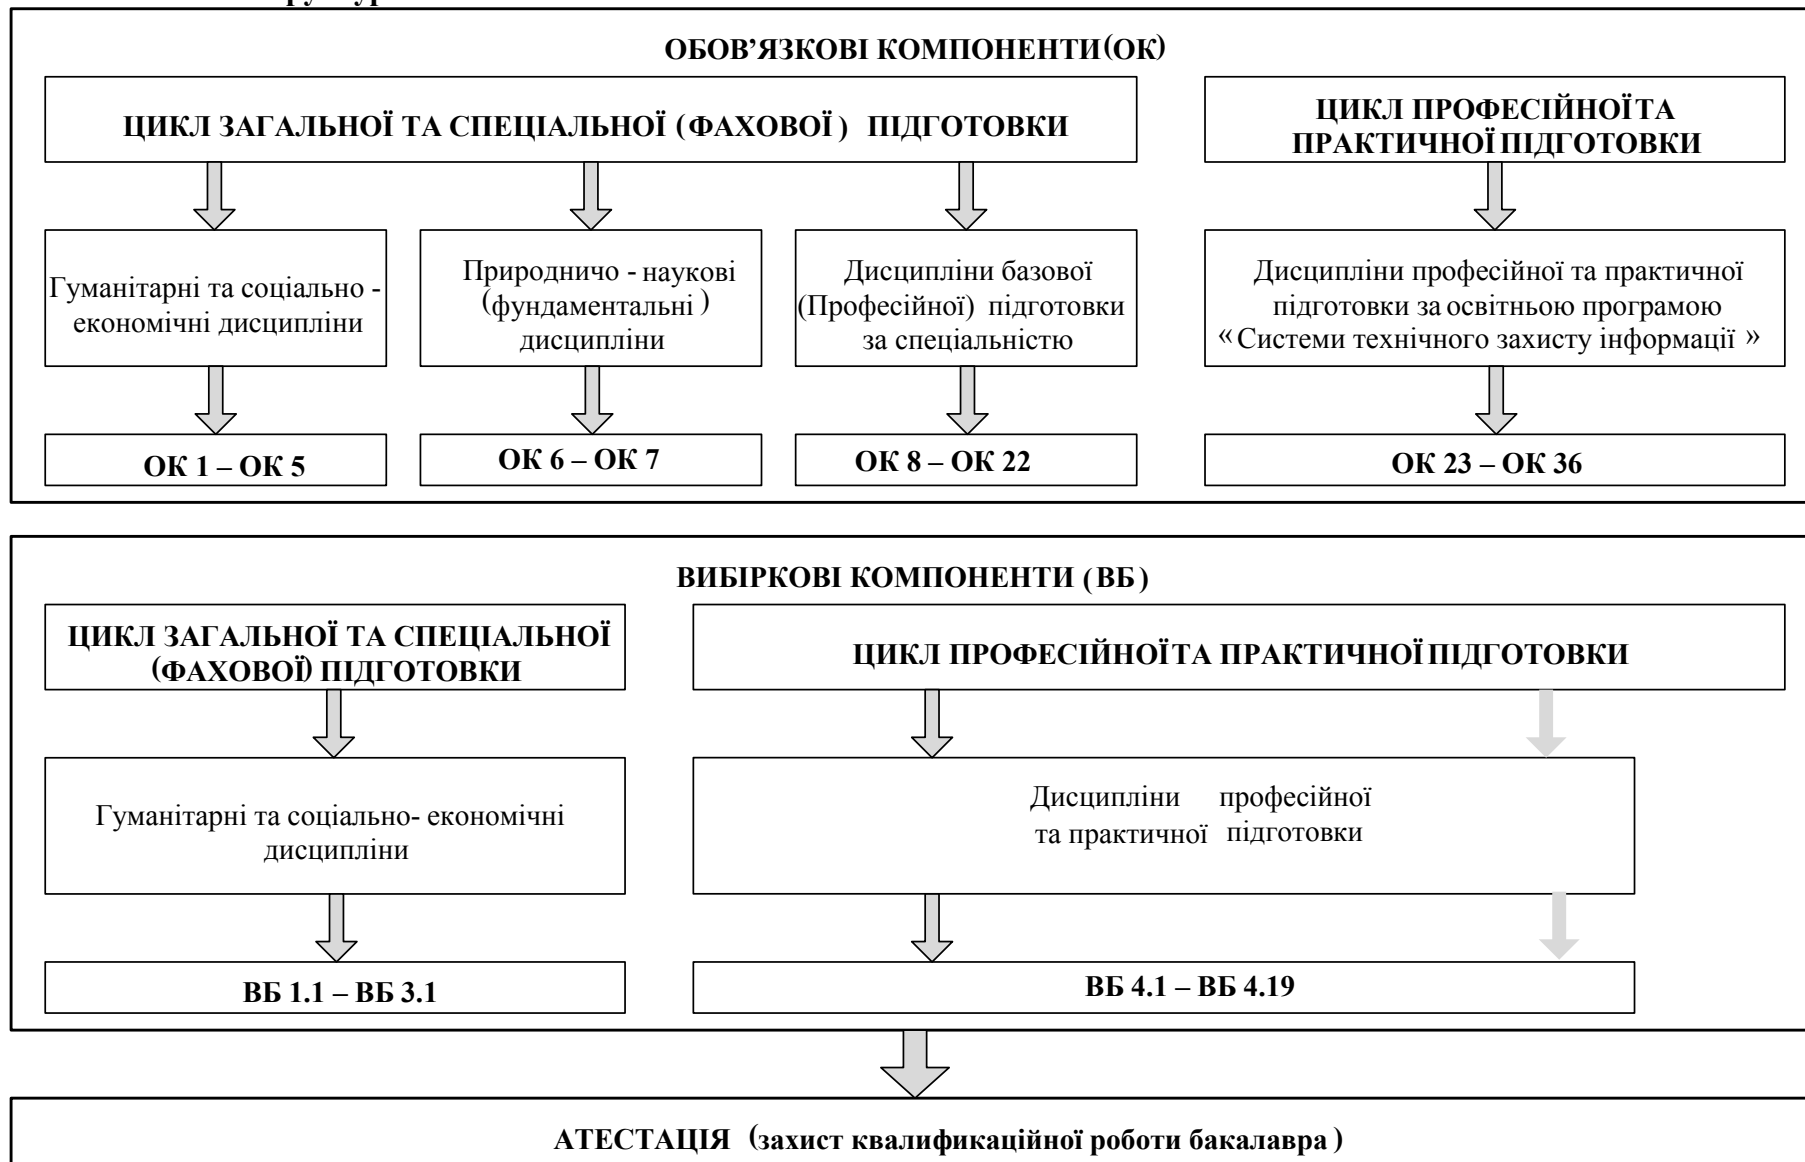 ОБОВ’ЯЗКОВІ КОМПОНЕНТИ (ОК)
ЦИКЛ ЗАГАЛЬНОЇ ТА СПЕЦІАЛЬНОЇ (ФАХОВОЇ) ПІДГОТОВКИ
ЦИКЛ ПРОФЕСІЙНОЇ ТА
ПРАКТИЧНОЇ ПІДГОТОВКИ
Гуманітарні та соціально -
економічні дисципліни
Природничо - наукові
(фундаментальні)
дисципліни
Дисципліни базової
(Професійної) підготовки
за спеціальністю
Дисципліни професійної та практичної
підготовки за освітньою програмою
«Системи технічного захисту інформації »
ОК 1 – ОК 5
ОК 6 – ОК 7
ОК 8 – ОК 22
ОК 23 – ОК 36
ВИБІРКОВІ КОМПОНЕНТИ (ВБ)
ЦИКЛ ЗАГАЛЬНОЇ ТА СПЕЦІАЛЬНОЇ
(ФАХОВОЇ) ПІДГОТОВКИ
ЦИКЛ ПРОФЕСІЙНОЇ ТА ПРАКТИЧНОЇ ПІДГОТОВКИ
Гуманітарні та соціально- економічні
дисципліни
Дисципліни професійної
та практичної підготовки
ВБ 1.1 – ВБ 3.1
ВБ 4.1 – ВБ 4.19
АТЕСТАЦІЯ (захист квалификаційної роботи бакалавра)